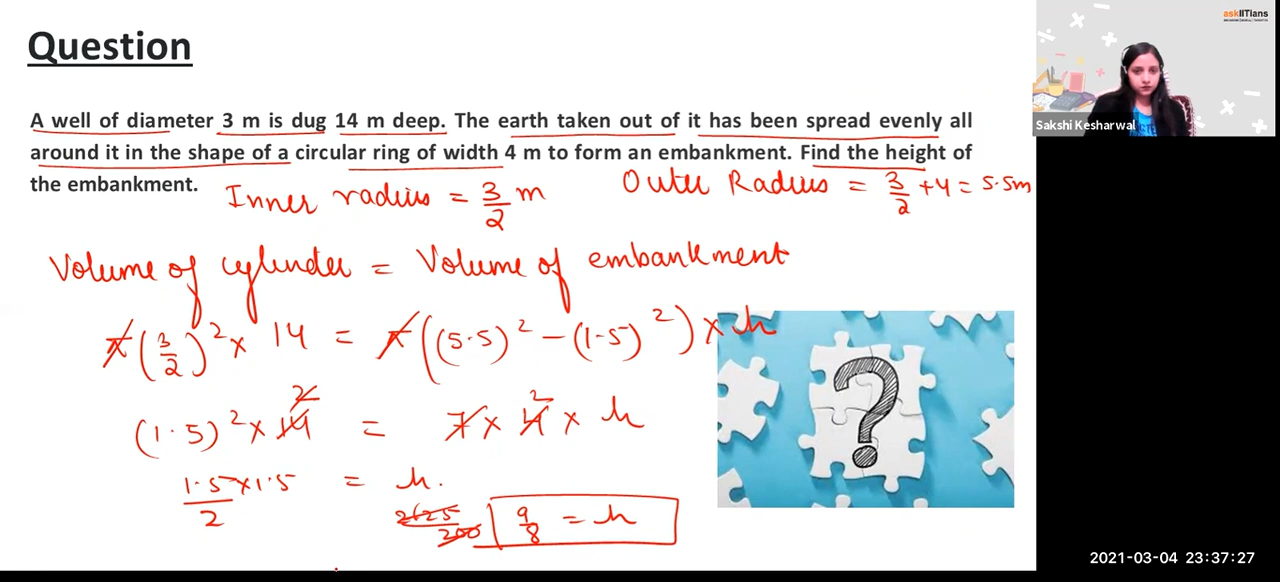 Question
askIITians
Sakshi Kesharwal
A well of diameter 3 m is dug 14 m deep. The earth taken out of it has been spread evenly all
around it in the shape of a circular ring of width 4 m to form an embankment. Find the height of
the embankment.
Inner radius = 3/2 m
Outer Radius = 3/2 + 4 = 5.5m
Volume of cylinder = Volume of embankment
π(3/2)² × 14 = π((5.5)² − (1.5)²) × h
(1.5)² × 14 2 = 7 × 4 2 × h
1.5×1.5/2 = h.
9/8 = h
2021-03-04 23:37:27